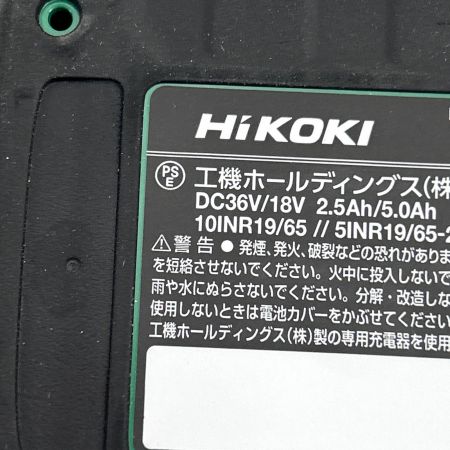 HiKOKI
PSE 工機ホールディングス(株
DC36V/18V 2.5Ah/5.0Ah
10INR19/65 // 5INR19/65-2
⚠警告 ● 発煙、発火、破裂などの恐れがありま
を短絡させないでください。火中に投入しないで
雨や水にぬらさないでください。分解・改造しな
使用しないときは電池カバーをかぶせてください
工機ホールディングス(株)製の専用充電器を使用